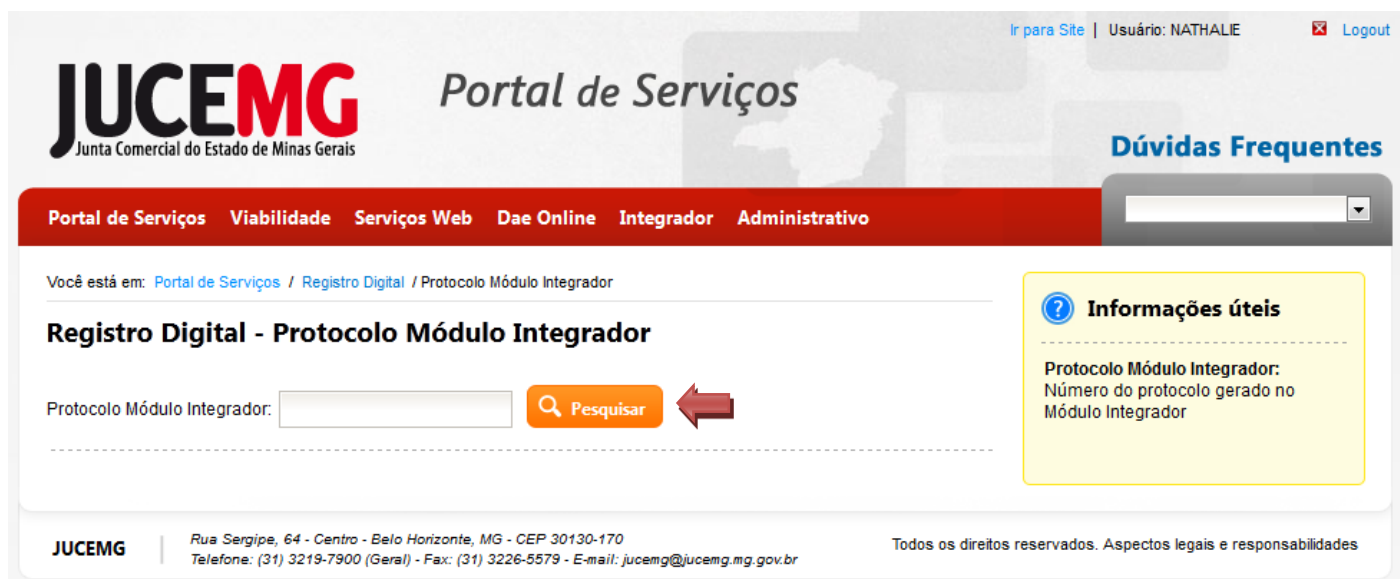 Ir para Site | Usuário: NATHALIE Logout
JUCEMG
Junta Comercial do Estado de Minas Gerais
Portal de Serviços
Dúvidas Frequentes
Portal de Serviços Viabilidade Serviços Web Dae Online Integrador Administrativo
Você está em: Portal de Serviços / Registro Digital / Protocolo Módulo Integrador
Registro Digital - Protocolo Módulo Integrador
Protocolo Módulo Integrador: Pesquisar
? Informações úteis
Protocolo Módulo Integrador:
Número do protocolo gerado no
Módulo Integrador
JUCEMG
Rua Sergipe, 64 - Centro - Belo Horizonte, MG - CEP 30130-170
Telefone: (31) 3219-7900 (Geral) - Fax: (31) 3226-5579 - E-mail: jucemg@jucemg.mg.gov.br
Todos os direitos reservados. Aspectos legais e responsabilidades